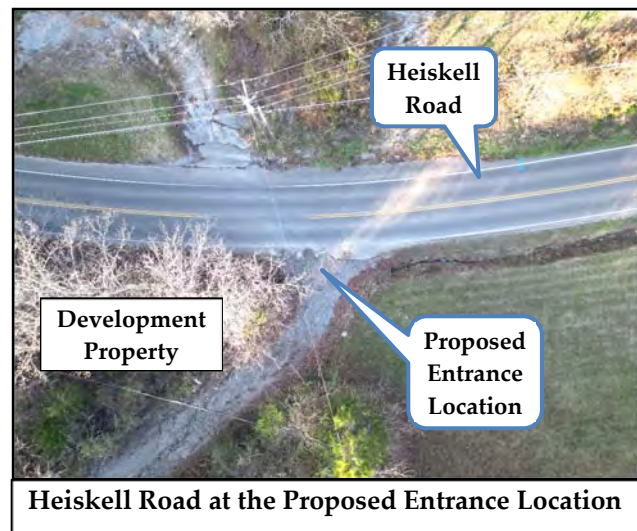 Heiskell
Road
Development
Property
Proposed
Entrance
Location
Heiskell Road at the Proposed Entrance Location